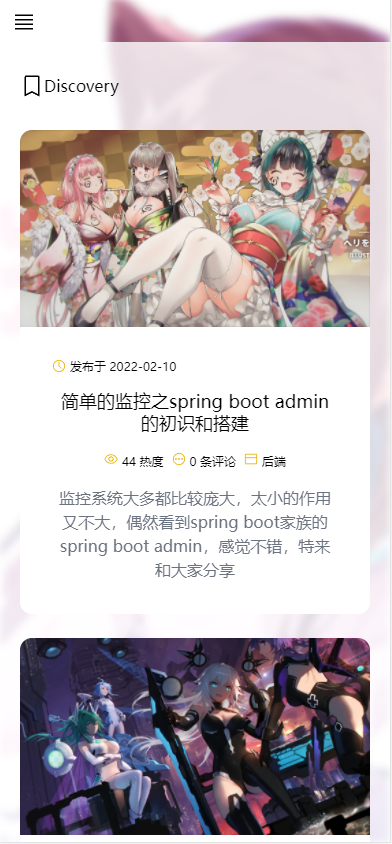 Discovery
ヘリを
发布于 2022-02-10
简单的监控之spring boot admin
的初识和搭建
44 热度 0 条评论 后端
监控系统大多都比较庞大，太小的作用
又不大，偶然看到spring boot家族的
spring boot admin，感觉不错，特来
和大家分享